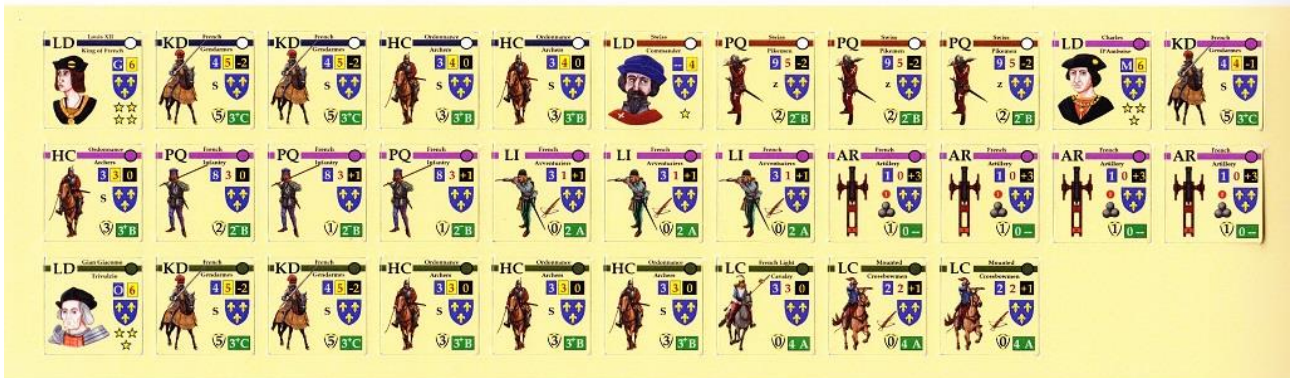 LD Louis XII
King of French
G 6
KD French
Gendarmes
4 5 -2
S
5 3°C
KD French
Gendarmes
4 5 -2
S
5 3°C
HC Ordonnance
Archers
3 4 0
S
3 3°B
HC Ordonnance
Archers
3 4 0
S
3 3°B
LD Swiss
Commander
-- 4
PQ Swiss
Pikemen
9 5 -2
z
2 2-B
PQ Swiss
Pikemen
9 5 -2
z
2 2-B
PQ Swiss
Pikemen
9 5 -2
z
2 2-B
LD Charles
D'Amboise
M 6
KD French
Gendarmes
4 4 -1
S
5 3°C
HC Ordonnance
Archers
3 3 0
S
3 3°B
PQ French
Infantry
8 3 0
2 2-B
PQ French
Infantry
8 3 +1
1 2-B
PQ French
Infantry
8 3 +1
1 2-B
LI French
Avventuriers
3 1 +1
0 2 A
LI French
Avventuriers
3 1 +1
0 2 A
LI French
Avventuriers
3 1 +1
0 2 A
AR French
Artillery
1 0 +3
1 0 --
AR French
Artillery
1 0 +3
1 0 --
AR French
Artillery
1 0 +3
1 0 --
AR French
Artillery
1 0 +3
1 0 --
LD Gian Giacomo
Trivulzio
O 6
KD French
Gendarmes
4 5 -2
S
5 3°C
KD French
Gendarmes
4 5 -2
S
5 3°C
HC Ordonnance
Archers
3 3 0
S
3 3°B
HC Ordonnance
Archers
3 3 0
S
3 3°B
HC Ordonnance
Archers
3 3 0
S
3 3°B
LC French Light
Cavalry
3 3 0
0 4 A
LC Mounted
Crossbowmen
2 2 +1
0 4 A
LC Mounted
Crossbowmen
2 2 +1
0 4 A